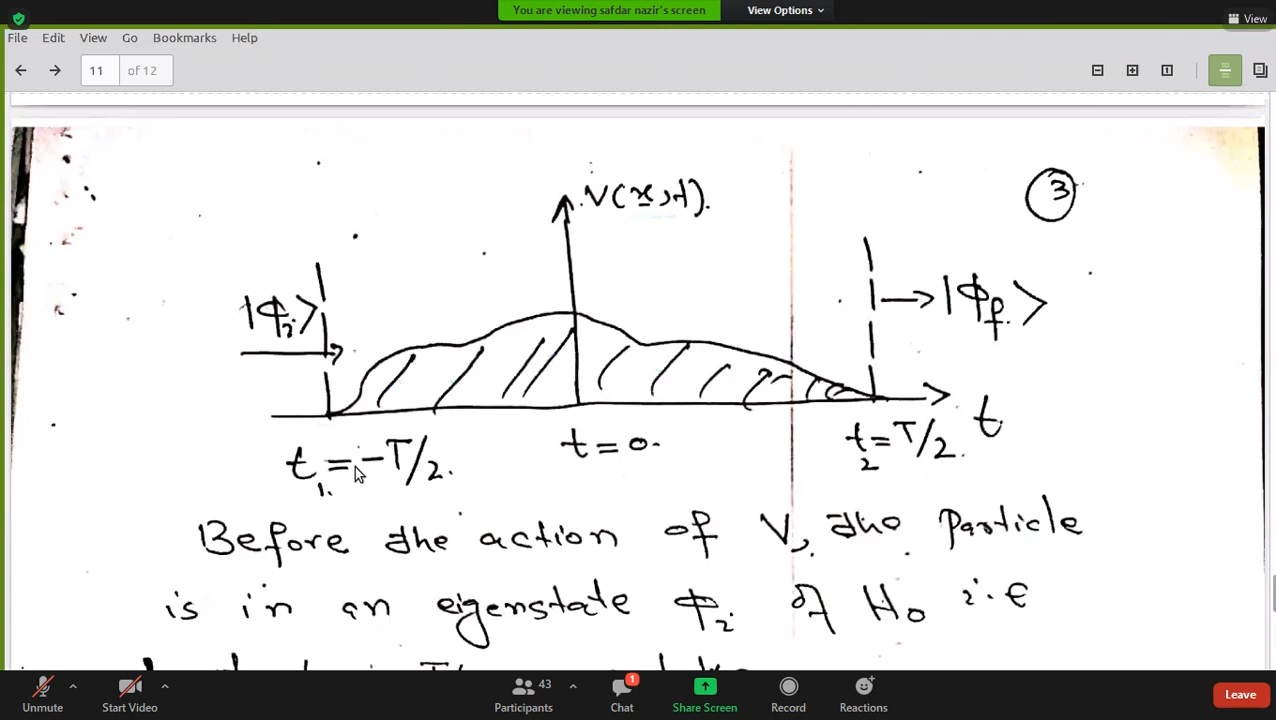 You are viewing safdar nazir's screen
View Options
View
File Edit View Go Bookmarks Help
11 of 12
V(x,t).
3
|Φi>
→|Φf>
t
t1=-T/2.
t=0.
t2=T/2.
Before the action of V, the Particle
is in an eigenstate Φi of H0 i.e
Unmute
Start Video
43
Participants
1
Chat
Share Screen
Record
Reactions
Leave